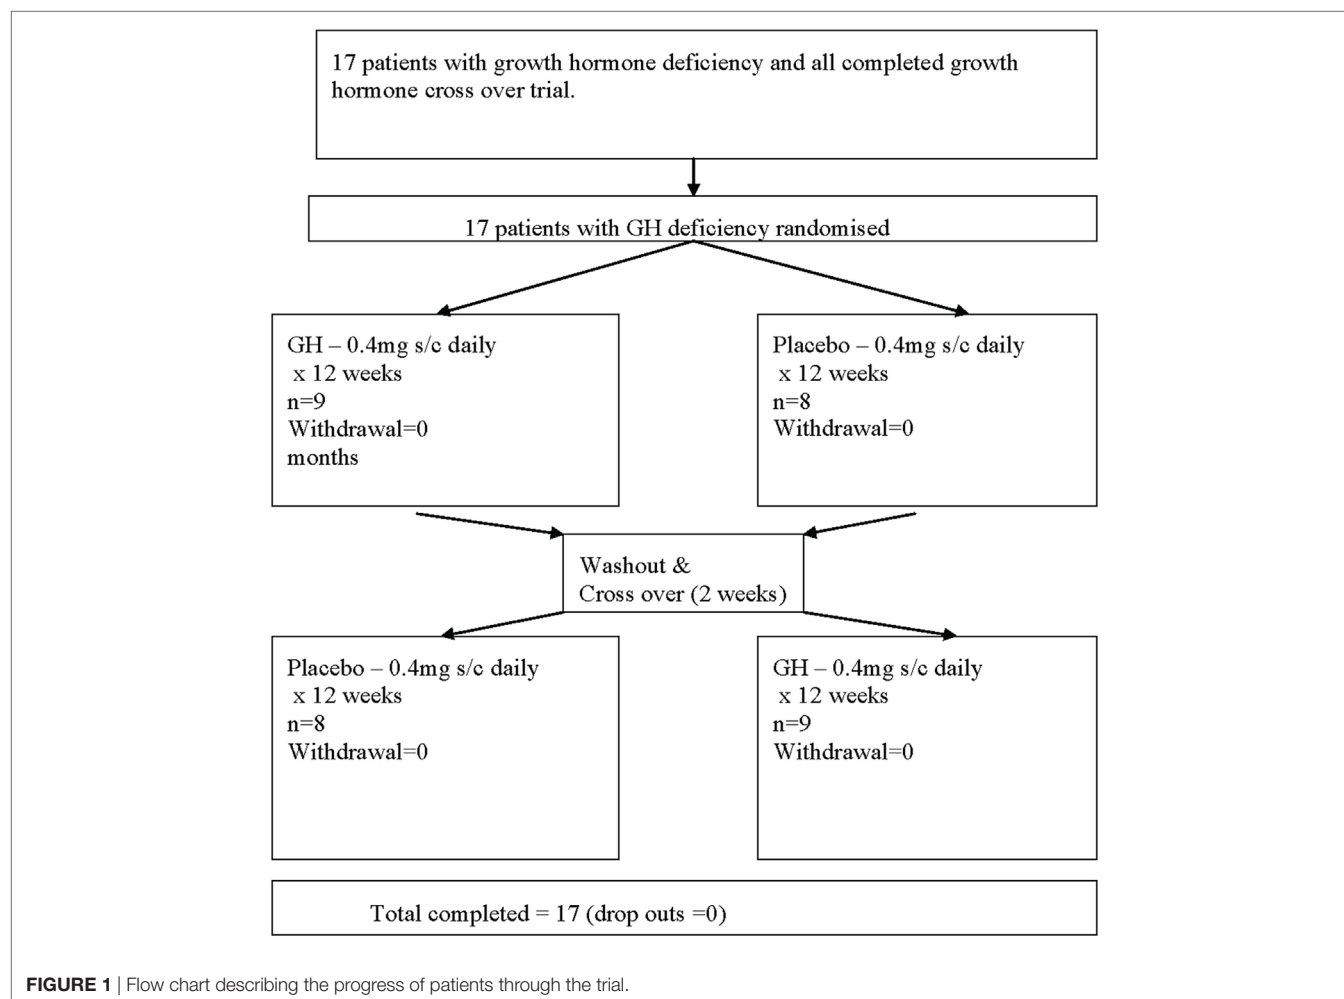 17 patients with growth hormone deficiency and all completed growth
hormone cross over trial.
17 patients with GH deficiency randomised
GH – 0.4mg s/c daily
x 12 weeks
n=9
Withdrawal=0
months
Placebo – 0.4mg s/c daily
x 12 weeks
n=8
Withdrawal=0
Washout &
Cross over (2 weeks)
Placebo – 0.4mg s/c daily
x 12 weeks
n=8
Withdrawal=0
GH – 0.4mg s/c daily
x 12 weeks
n=9
Withdrawal=0
Total completed = 17 (drop outs =0)
FIGURE 1 | Flow chart describing the progress of patients through the trial.